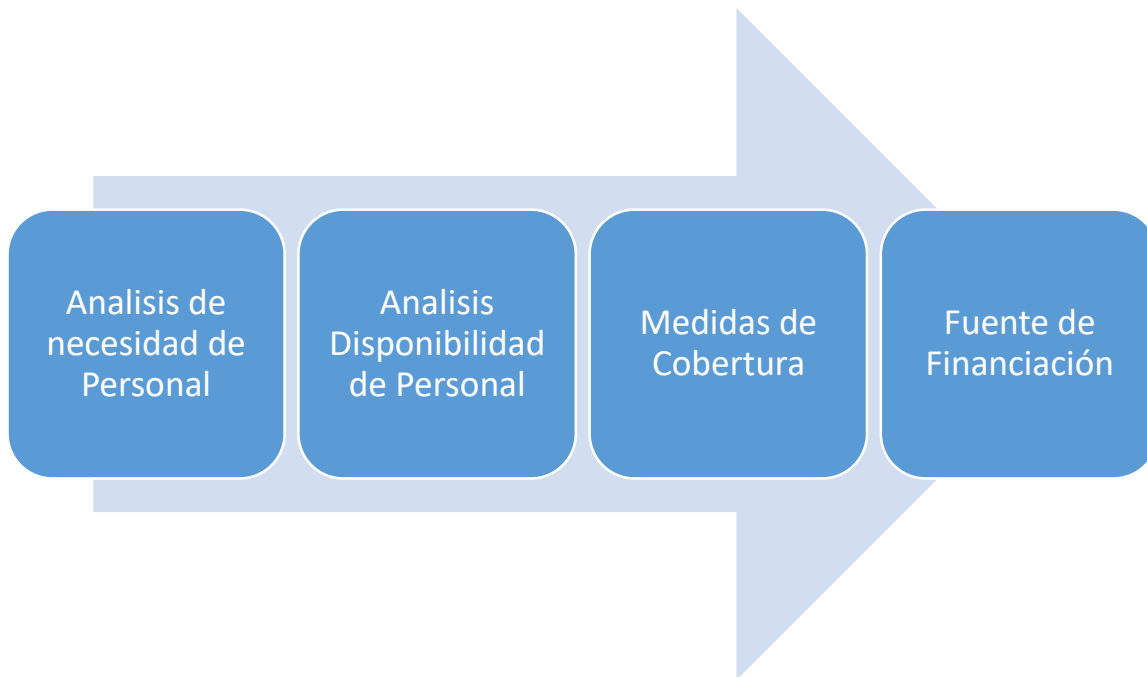 Analisis de
necesidad de
Personal
Analisis
Disponibilidad
de Personal
Medidas de
Cobertura
Fuente de
Financiación